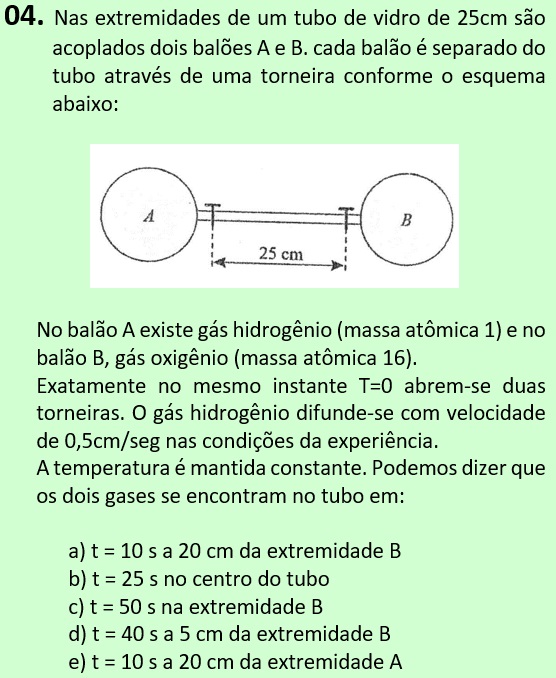 04. Nas extremidades de um tubo de vidro de 25cm são
acoplados dois balões A e B. cada balão é separado do
tubo através de uma torneira conforme o esquema
abaixo:
A
B
25 cm
No balão A existe gás hidrogênio (massa atômica 1) e no
balão B, gás oxigênio (massa atômica 16).
Exatamente no mesmo instante T=0 abrem-se duas
torneiras. O gás hidrogênio difunde-se com velocidade
de 0,5cm/seg nas condições da experiência.
A temperatura é mantida constante. Podemos dizer que
os dois gases se encontram no tubo em:
a) t = 10 s a 20 cm da extremidade B
b) t = 25 s no centro do tubo
c) t = 50 s na extremidade B
d) t = 40 s a 5 cm da extremidade B
e) t = 10 s a 20 cm da extremidade A